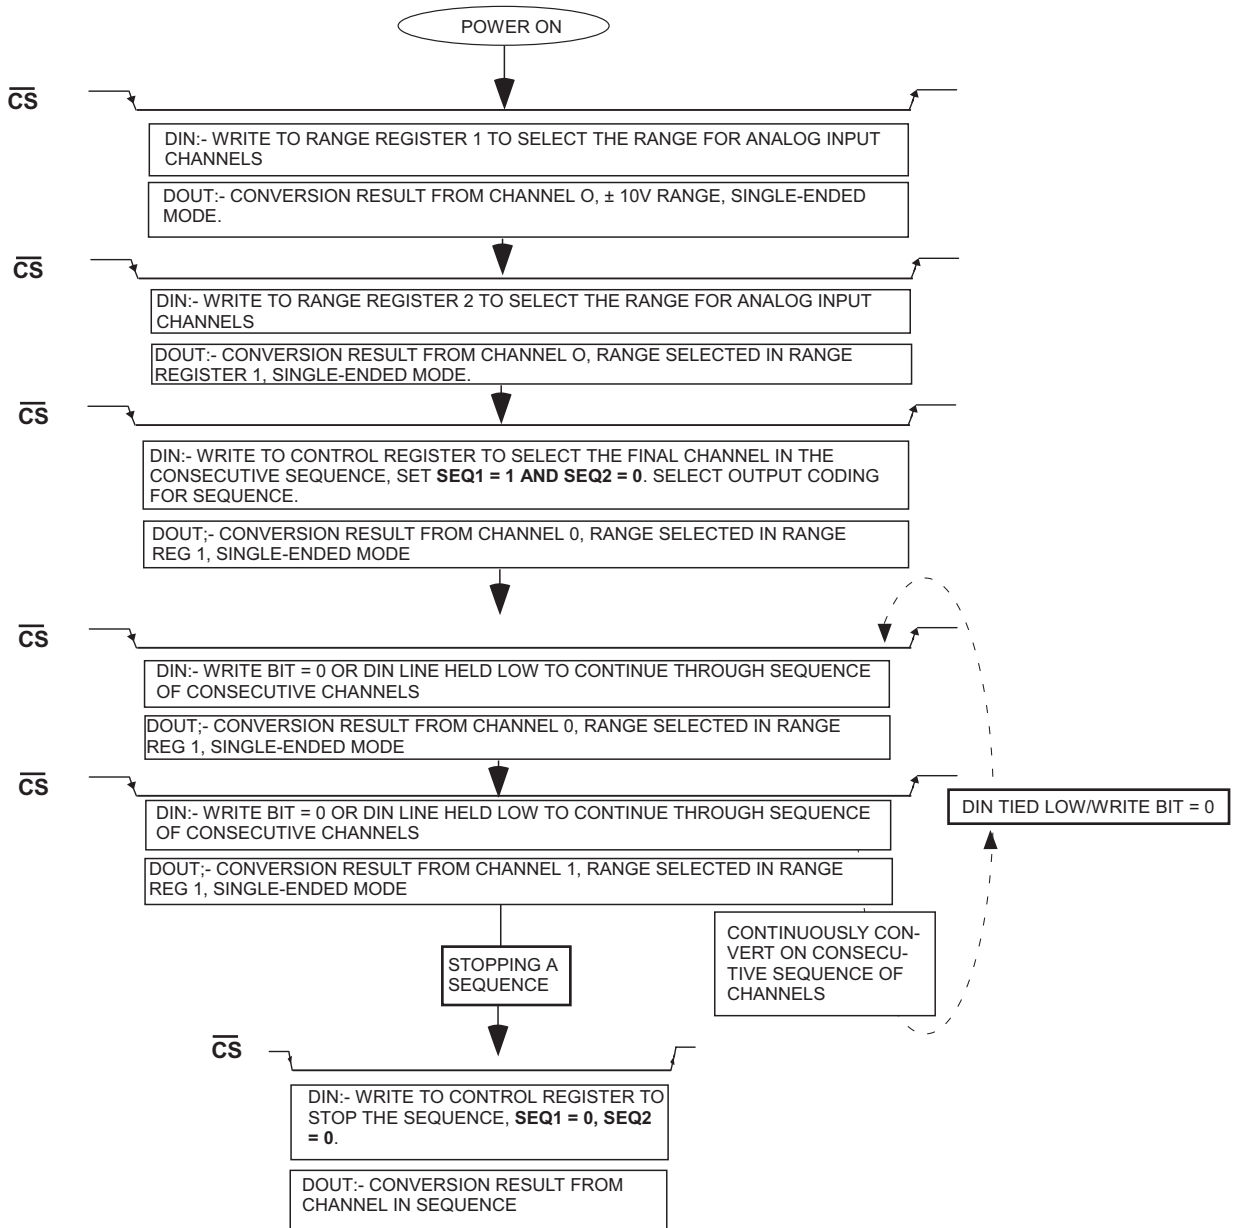 POWER ON
CS
DIN:- WRITE TO RANGE REGISTER 1 TO SELECT THE RANGE FOR ANALOG INPUT
CHANNELS
DOUT:- CONVERSION RESULT FROM CHANNEL O, ± 10V RANGE, SINGLE-ENDED
MODE.
CS
DIN:- WRITE TO RANGE REGISTER 2 TO SELECT THE RANGE FOR ANALOG INPUT
CHANNELS
DOUT:- CONVERSION RESULT FROM CHANNEL O, RANGE SELECTED IN RANGE
REGISTER 1, SINGLE-ENDED MODE.
CS
DIN:- WRITE TO CONTROL REGISTER TO SELECT THE FINAL CHANNEL IN THE
CONSECUTIVE SEQUENCE, SET SEQ1 = 1 AND SEQ2 = 0. SELECT OUTPUT CODING
FOR SEQUENCE.
DOUT;- CONVERSION RESULT FROM CHANNEL 0, RANGE SELECTED IN RANGE
REG 1, SINGLE-ENDED MODE
CS
DIN:- WRITE BIT = 0 OR DIN LINE HELD LOW TO CONTINUE THROUGH SEQUENCE
OF CONSECUTIVE CHANNELS
DOUT;- CONVERSION RESULT FROM CHANNEL 0, RANGE SELECTED IN RANGE
REG 1, SINGLE-ENDED MODE
CS
DIN:- WRITE BIT = 0 OR DIN LINE HELD LOW TO CONTINUE THROUGH SEQUENCE
OF CONSECUTIVE CHANNELS
DIN TIED LOW/WRITE BIT = 0
DOUT;- CONVERSION RESULT FROM CHANNEL 1, RANGE SELECTED IN RANGE
REG 1, SINGLE-ENDED MODE
CONTINUOUSLY CON-
VERT ON CONSECU-
TIVE SEQUENCE OF
CHANNELS
STOPPING A
SEQUENCE
CS
DIN:- WRITE TO CONTROL REGISTER TO
STOP THE SEQUENCE, SEQ1 = 0, SEQ2
= 0.
DOUT:- CONVERSION RESULT FROM
CHANNEL IN SEQUENCE